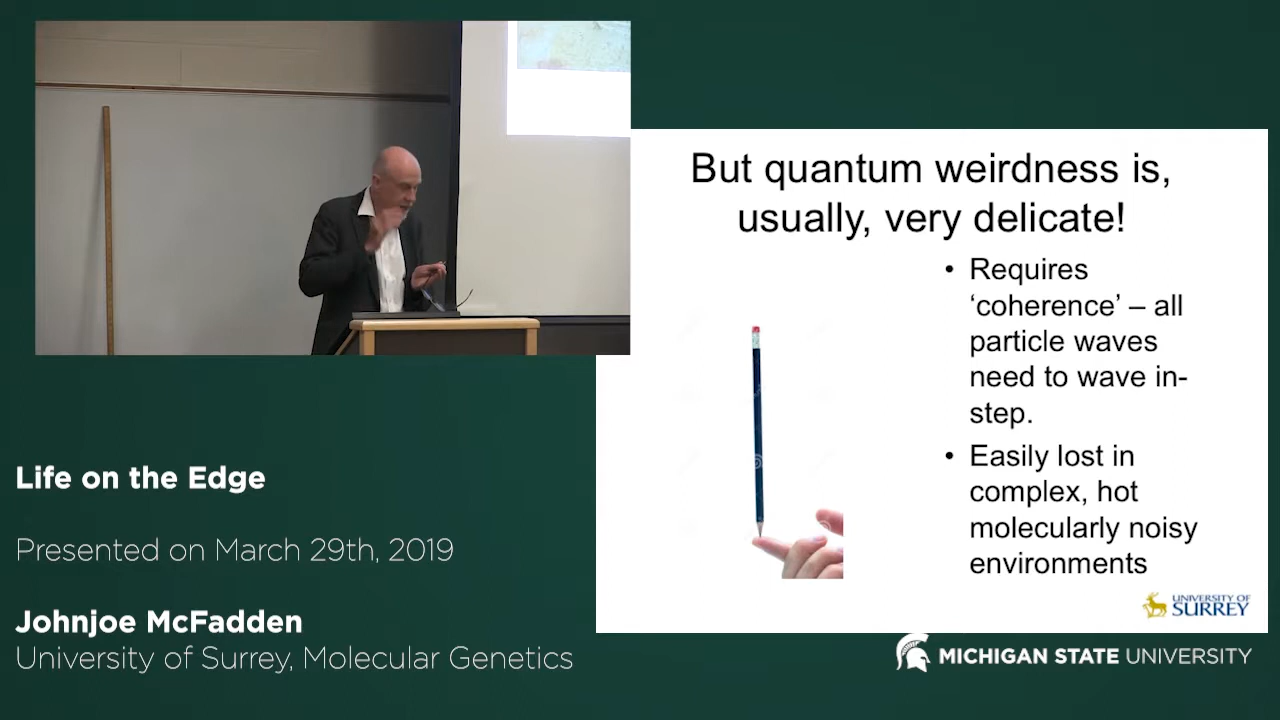 But quantum weirdness is,
usually, very delicate!
• Requires
‘coherence’ – all
particle waves
need to wave in-
step.
• Easily lost in
complex, hot
molecularly noisy
environments
UNIVERSITY OF
SURREY
Life on the Edge
Presented on March 29th, 2019
Johnjoe McFadden
University of Surrey, Molecular Genetics
MICHIGAN STATE UNIVERSITY